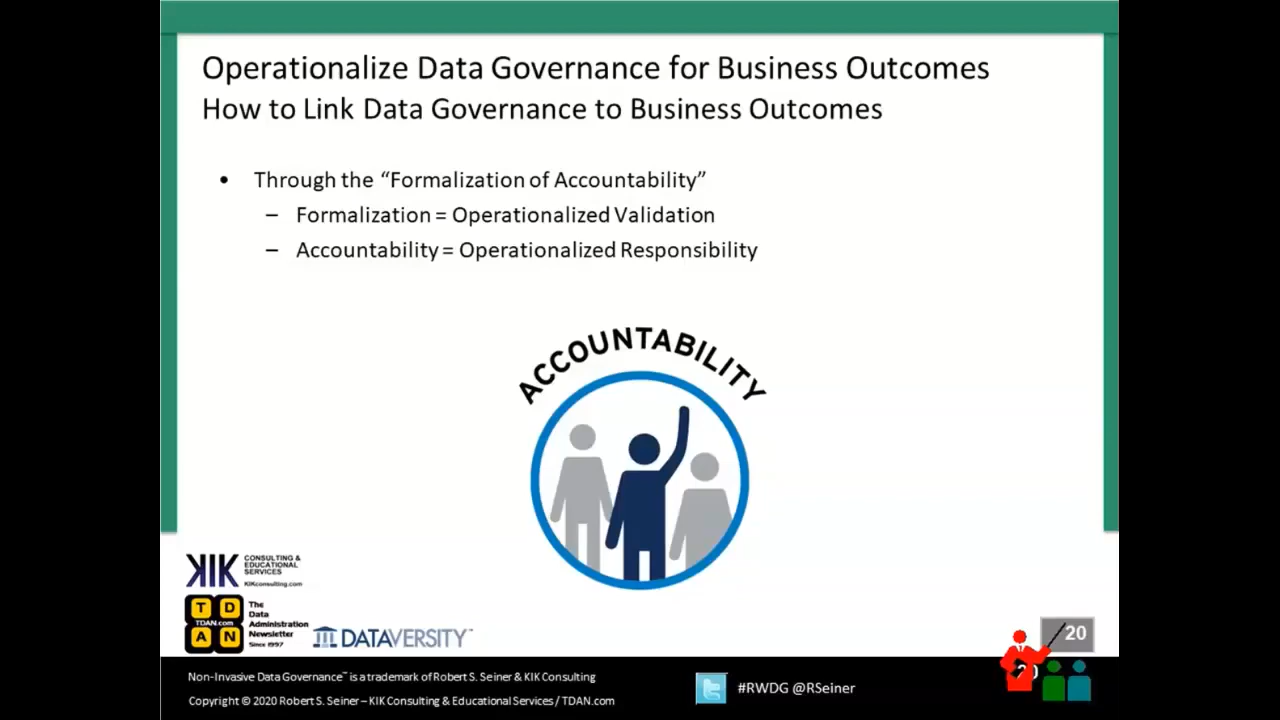 Operationalize Data Governance for Business Outcomes
How to Link Data Governance to Business Outcomes
• Through the “Formalization of Accountability”
– Formalization = Operationalized Validation
– Accountability = Operationalized Responsibility
ACCOUNTABILITY
KIK
CONSULTING &
EDUCATIONAL
SERVICES
KIKconsulting.com
T D
TDAN.com
A N
The
Data
Administration
Newsletter
Since 1997
DATAVERSITY™
20
20
Non-Invasive Data Governance™ is a trademark of Robert S. Seiner & KIK Consulting
Copyright © 2020 Robert S. Seiner – KIK Consulting & Educational Services / TDAN.com
#RWDG @RSeiner